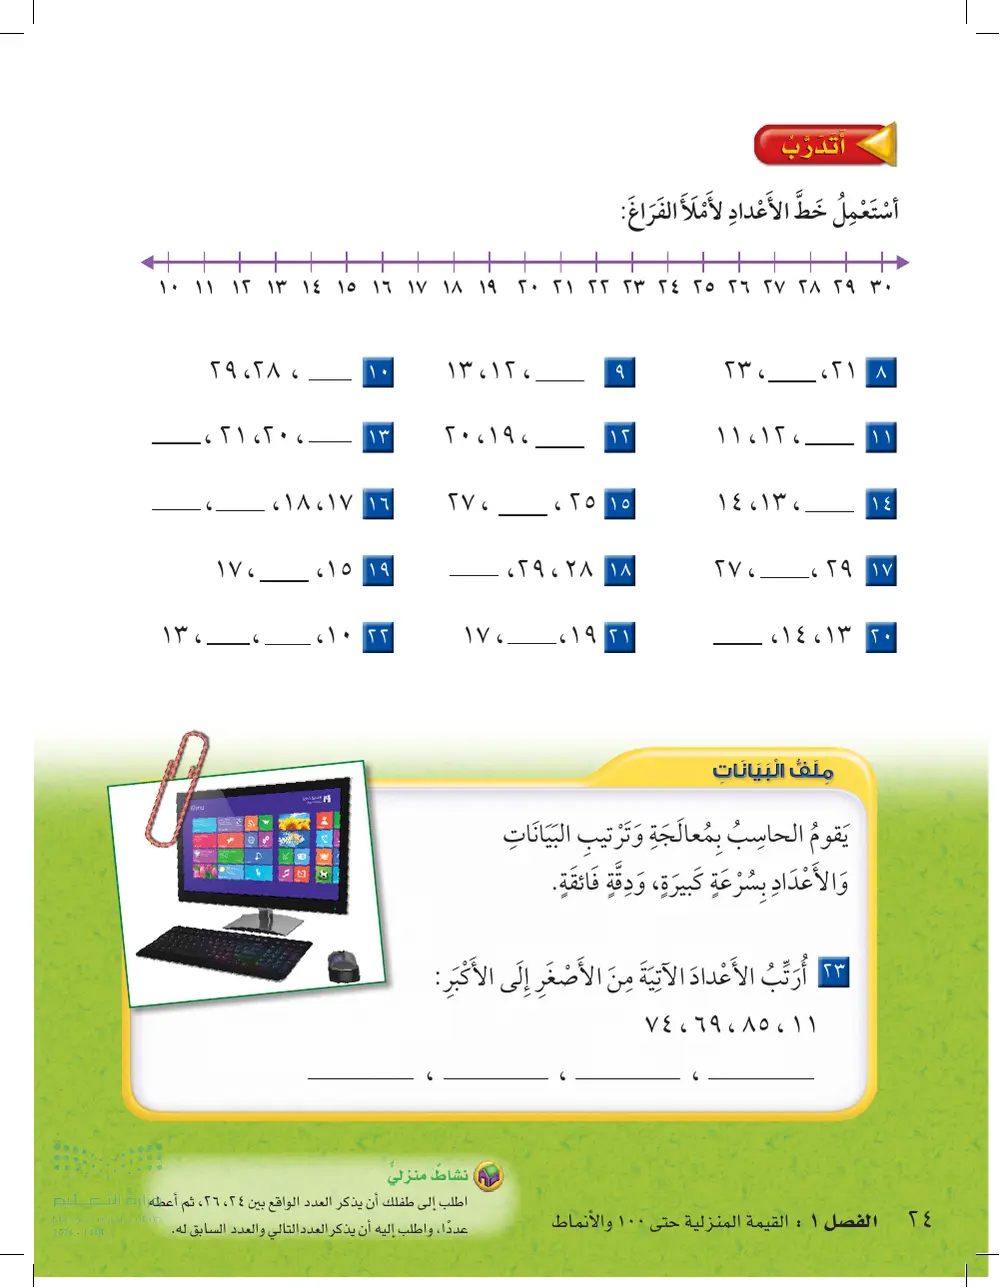 أَتَدَرَّبُ
أسْتَعْمِلُ خَطَّ الأَعْدادِ لأَمْلَأَ الفَرَاغَ:
١٠ ١١ ١٢ ١٣ ١٤ ١٥ ١٦ ١٧ ١٨ ١٩ ٢٠ ٢١ ٢٢ ٢٣ ٢٤ ٢٥ ٢٦ ٢٧ ٢٨ ٢٩ ٣٠
٨ ٢١، ____ ، ٢٣
٩ ____ ، ١٢، ١٣
١٠ ____ ، ٢٨، ٢٩
١١ ____ ، ١٢، ١١
١٢ ____ ، ١٩، ٢٠
١٣ ____ ، ٢٠، ٢١ ، ____
١٤ ____ ، ١٣، ١٤
١٥ ٢٥ ، ____ ، ٢٧
١٦ ١٧، ١٨، ____ ، ____
١٧ ٢٩ ، ____ ، ٢٧
١٨ ٢٨ ، ٢٩، ____
١٩ ١٥، ____ ، ١٧
٢٠ ١٣ ، ١٤، ____
٢١ ١٩، ____ ، ١٧
٢٢ ١٠، ____ ، ____ ، ١٣
مِلَفُّ الْبَيَانَاتِ
يَقومُ الحاسِبُ بِمُعالَجَةِ وَتَرْتيبِ البَيَانَاتِ
وَالأَعْدَادِ بِسُرْعَةٍ كَبيرَةٍ، وَدِقَّةٍ فَائقَةٍ.
٢٣ أُرَتِّبُ الأَعْدادَ الآتِيَةَ مِنَ الأَصْغَرِ إِلَى الأَكْبَرِ:
١١ ، ٨٥ ، ٦٩ ، ٧٤
____ ، ____ ، ____ ، ____
نشاطٌ منزليٌّ
اطلب إلى طفلك أن يذكر العدد الواقع بين ٢٤، ٢٦، ثم أعطه
عددًا، واطلب إليه أن يذكر العدد التالي والعدد السابق له.
٢٤ الفصل ١ : القيمة المنزلية حتى ١٠٠ والأنماط
وزارة التعليم